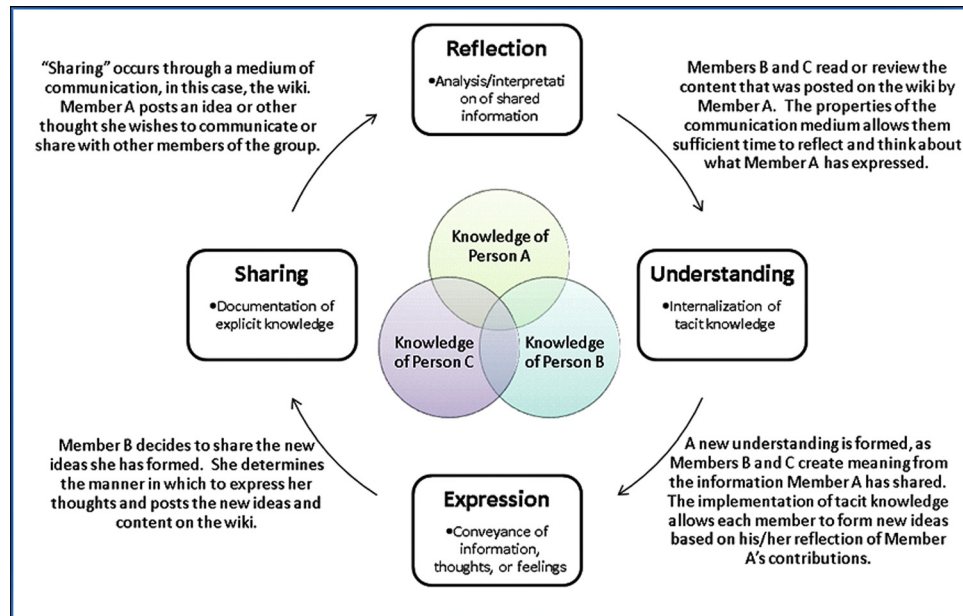 Reflection
•Analysis/interpretati
on of shared
information
"Sharing" occurs through a medium of
communication, in this case, the wiki.
Member A posts an idea or other
thought she wishes to communicate or
share with other members of the group.
Members B and C read or review the
content that was posted on the wiki by
Member A. The properties of the
communication medium allows them
sufficient time to reflect and think about
what Member A has expressed.
Sharing
•Documentation of
explicit knowledge
Knowledge of
Person A
Knowledge
of Person C
Knowledge
of Person B
Understanding
•Internalization of
tacit knowledge
Member B decides to share the new
ideas she has formed. She determines
the manner in which to express her
thoughts and posts the new ideas and
content on the wiki.
Expression
•Conveyance of
information,
thoughts, or feelings
A new understanding is formed, as
Members B and C create meaning from
the information Member A has shared.
The implementation of tacit knowledge
allows each member to form new ideas
based on his/her reflection of Member
A's contributions.